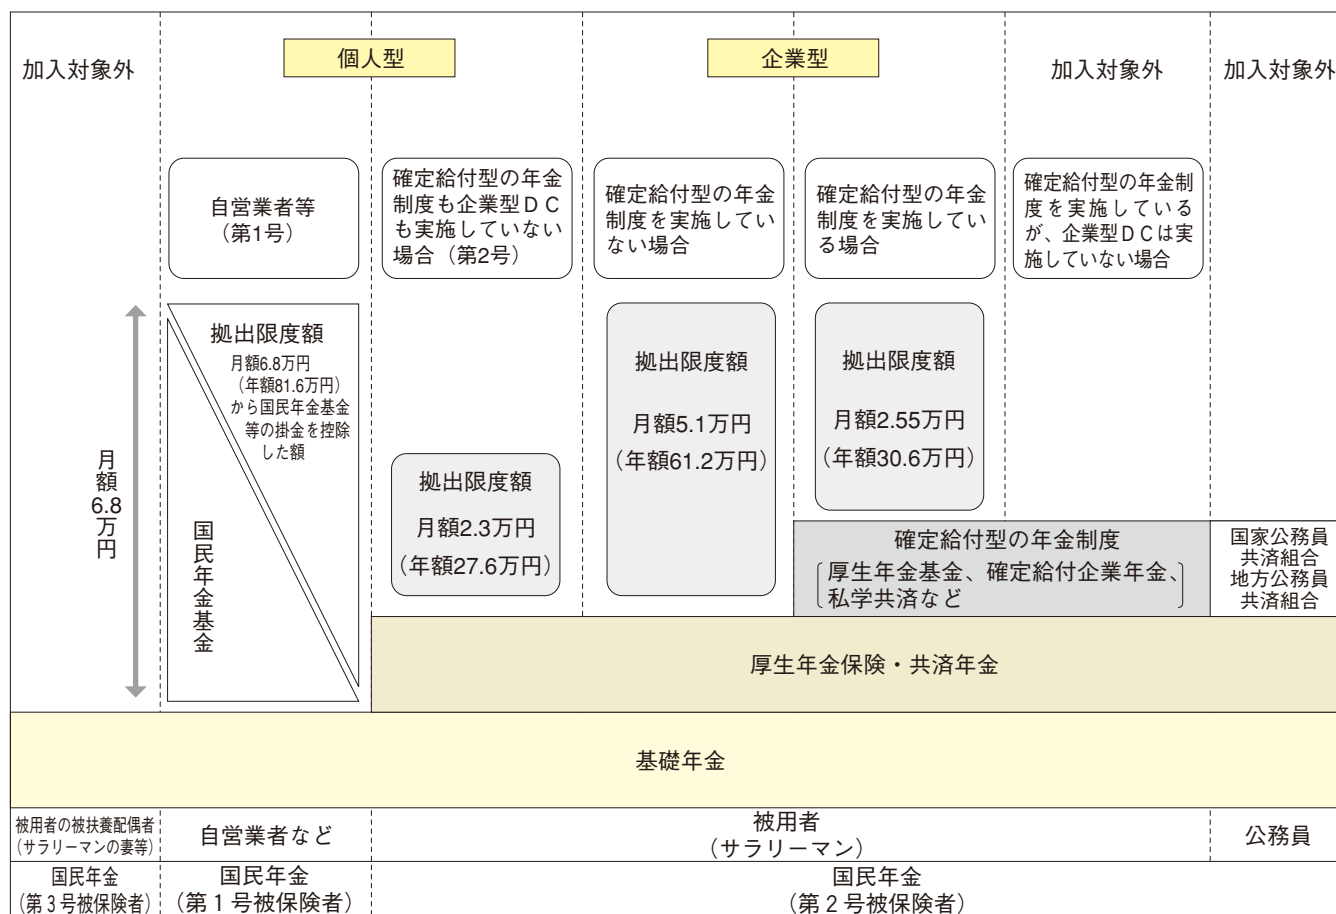 加入対象外
個人型
企業型
加入対象外
加入対象外
自営業者等
（第1号）
確定給付型の年金
制度も企業型ＤＣ
も実施していない
場合（第2号）
確定給付型の年金
制度を実施してい
ない場合
確定給付型の年金
制度を実施してい
る場合
確定給付型の年金制
度を実施している
が、企業型ＤＣは実
施していない場合
月額6.8万円
拠出限度額
月額6.8万円
（年額81.6万円）
から国民年金基金
等の掛金を控除
した額
国民年金基金
拠出限度額
月額2.3万円
（年額27.6万円）
拠出限度額
月額5.1万円
（年額61.2万円）
拠出限度額
月額2.55万円
（年額30.6万円）
確定給付型の年金制度
厚生年金基金、確定給付企業年金、
私学共済など
国家公務員
共済組合
地方公務員
共済組合
厚生年金保険・共済年金
基礎年金
被用者の被扶養配偶者
（サラリーマンの妻等）
自営業者など
被用者
（サラリーマン）
公務員
国民年金
（第３号被保険者）
国民年金
（第１号被保険者）
国民年金
（第２号被保険者）